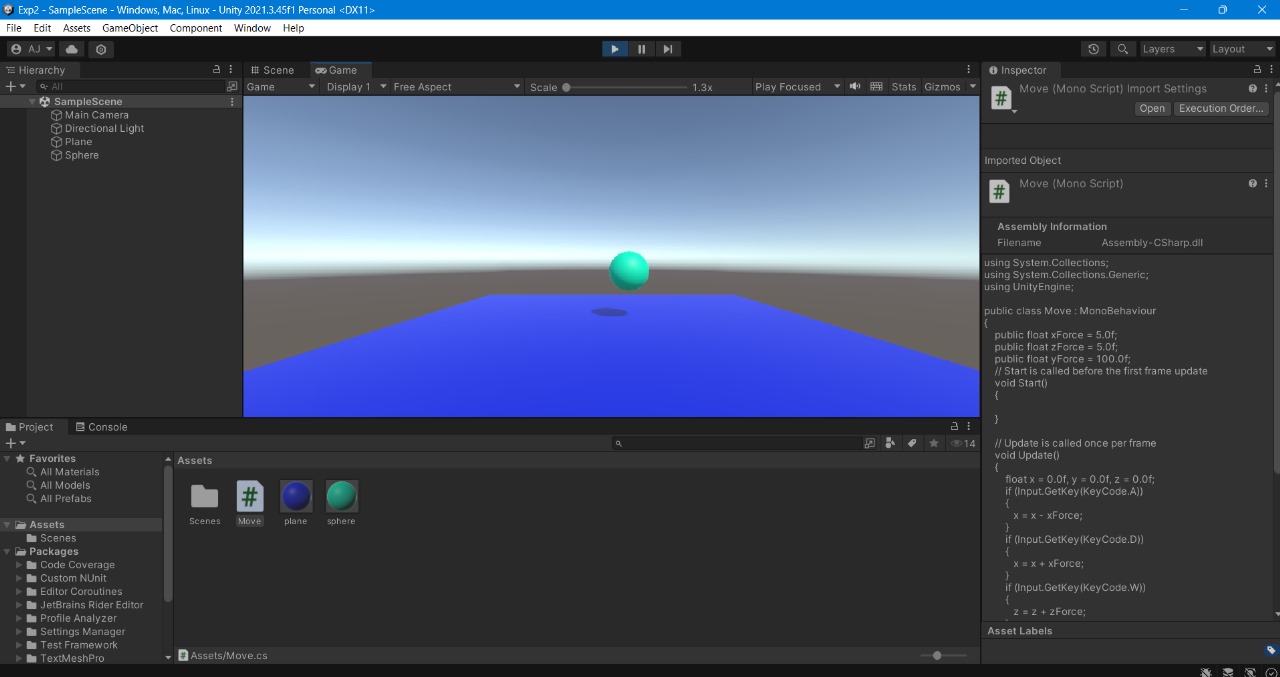 Exp2 - SampleScene - Windows, Mac, Linux - Unity 2021.3.45f1 Personal <DX11>
File Edit Assets GameObject Component Window Help
AJ
Layers
Layout
Hierarchy
All
SampleScene
Main Camera
Directional Light
Plane
Sphere
Scene
Game
Game
Display 1
Free Aspect
Scale
1.3x
Play Focused
Stats
Gizmos
Inspector
Move (Mono Script) Import Settings
Open
Execution Order...
Imported Object
Move (Mono Script)
Assembly Information
Filename
Assembly-CSharp.dll
using System.Collections;
using System.Collections.Generic;
using UnityEngine;
public class Move : MonoBehaviour
{
public float xForce = 5.0f;
public float zForce = 5.0f;
public float yForce = 100.0f;
// Start is called before the first frame update
void Start()
{
}
// Update is called once per frame
void Update()
{
float x = 0.0f, y = 0.0f, z = 0.0f;
if (Input.GetKey(KeyCode.A))
{
x = x - xForce;
}
if (Input.GetKey(KeyCode.D))
{
x = x + xForce;
}
if (Input.GetKey(KeyCode.W))
{
z = z + zForce;
Asset Labels
Project
Console
14
Favorites
All Materials
All Models
All Prefabs
Assets
Scenes
Packages
Code Coverage
Custom NUnit
Editor Coroutines
JetBrains Rider Editor
Profile Analyzer
Settings Manager
Test Framework
TextMeshPro
Assets
Scenes
Move
plane
sphere
Assets/Move.cs